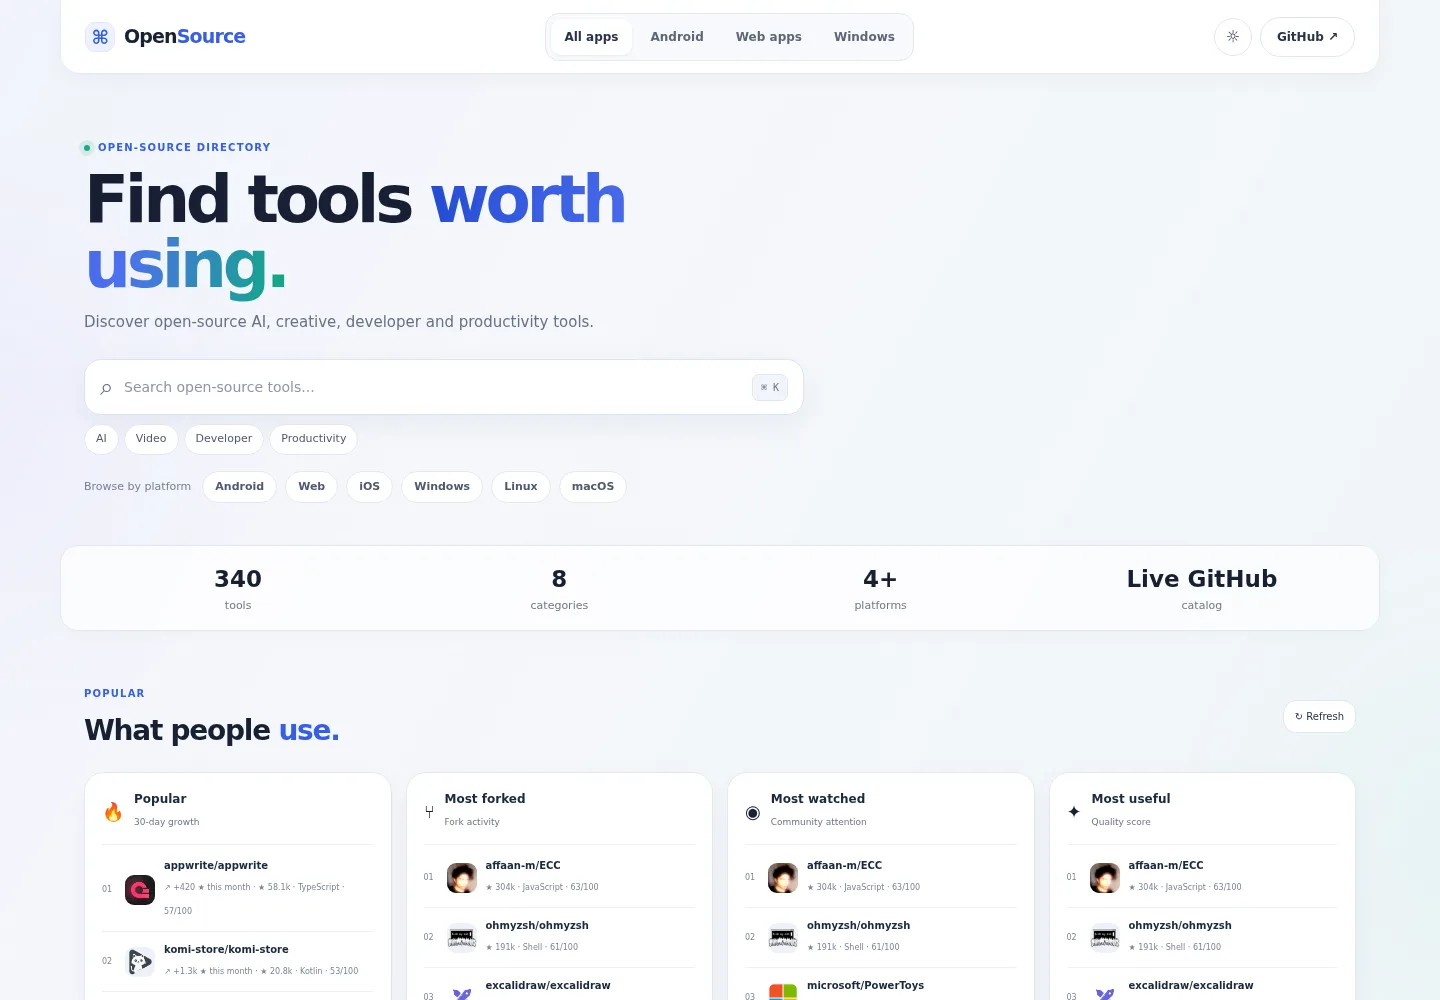 ⌘ OpenSource
All apps
Android
Web apps
Windows
GitHub ↗
OPEN-SOURCE DIRECTORY
Find tools worth
using.
Discover open-source AI, creative, developer and productivity tools.
Search open-source tools...
⌘ K
AI
Video
Developer
Productivity
Browse by platform
Android
Web
iOS
Windows
Linux
macOS
340
tools
8
categories
4+
platforms
Live GitHub
catalog
POPULAR
What people use.
↻ Refresh
Popular
30-day growth
01
appwrite/appwrite
↗ +420 ★ this month · ★ 58.1k · TypeScript ·
57/100
02
komi-store/komi-store
↗ +1.3k ★ this month · ★ 20.8k · Kotlin · 53/100
Most forked
Fork activity
01
affaan-m/ECC
★ 304k · JavaScript · 63/100
02
ohmyzsh/ohmyzsh
★ 191k · Shell · 61/100
03
excalidraw/excalidraw
Most watched
Community attention
01
affaan-m/ECC
★ 304k · JavaScript · 63/100
02
ohmyzsh/ohmyzsh
★ 191k · Shell · 61/100
03
microsoft/PowerToys
Most useful
Quality score
01
affaan-m/ECC
★ 304k · JavaScript · 63/100
02
ohmyzsh/ohmyzsh
★ 191k · Shell · 61/100
03
excalidraw/excalidraw